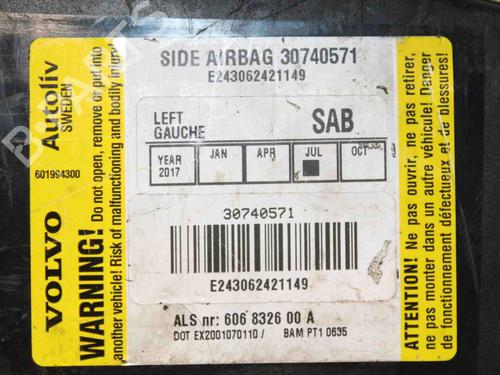 SIDE AIRBAG 30740571
E243062421149
LEFT
GAUCHE
SAB
YEAR
2017
JAN
APR
JUL
OCT
30740571
E243062421149
ALS nr: 606 8326 00 A
DOT EX2001070110 / BAM PT1 0635
Autoliv
SWEDEN
601994300
VOLVO
WARNING! Do not open, remove or put into
another vehicle! Risk of malfunctioning and bodily injury!
ATTENTION! Ne pas ouvrir, ne pas retirer,
ne pas monter dans un autre véhicule! Danger
de fonctionnement défectueux et de blessures!